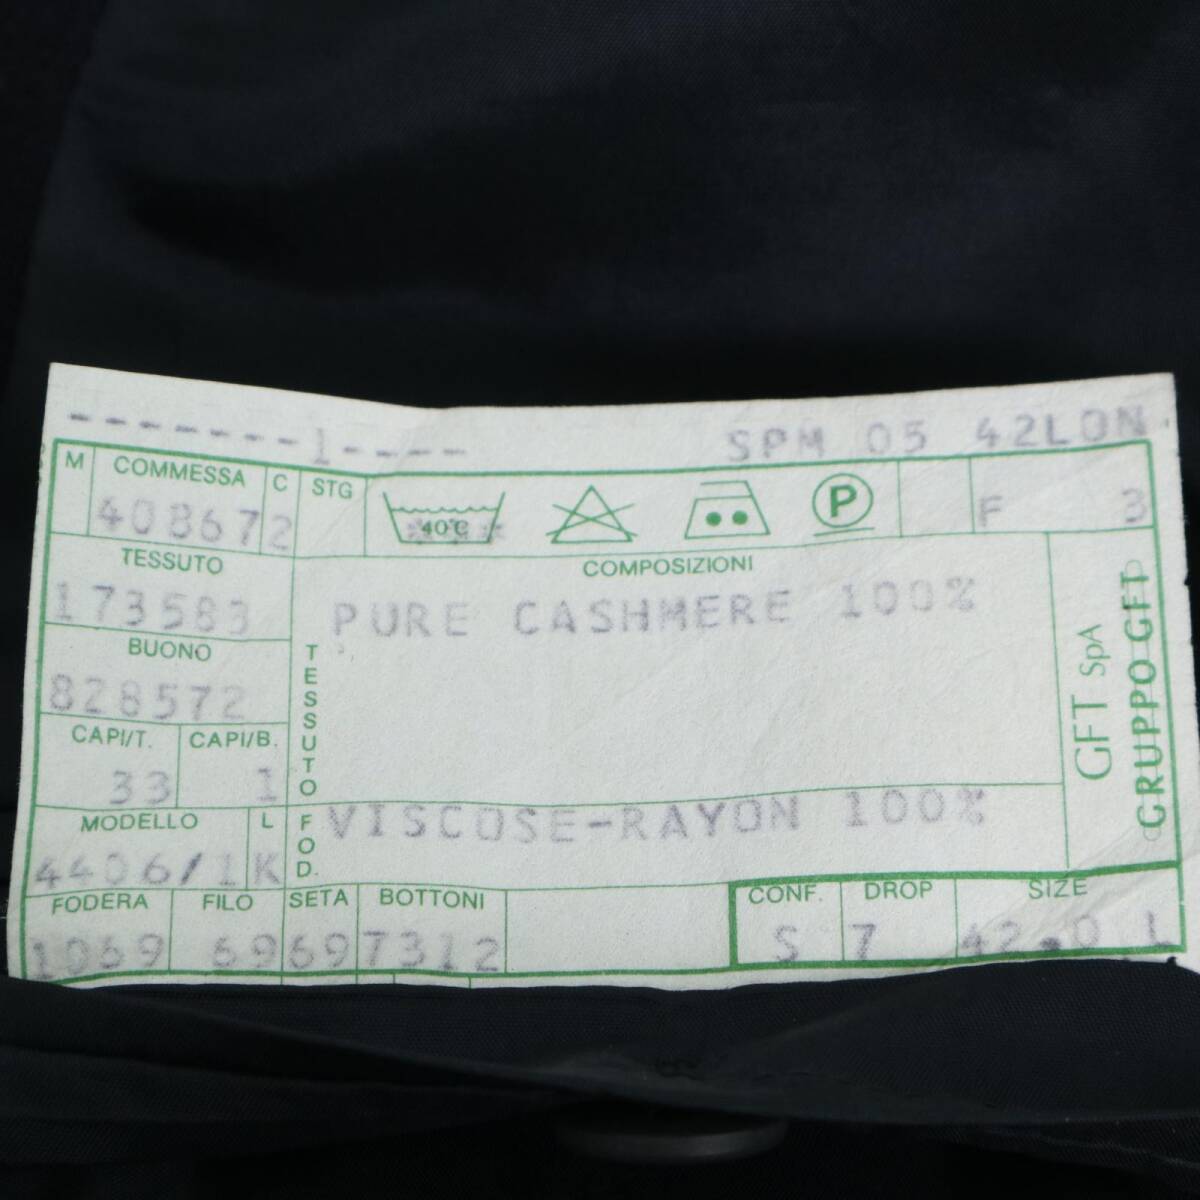 -------1----
SPM 05 42LON
M COMMESSA C STG
408672
40°C
P
F 3
TESSUTO
173583
COMPOSIZIONI
TESSUTO
PURE CASHMERE 100%
BUONO
828572
CAPI/T. CAPI/B.
33 1
MODELLO L
4406/1K
FOD.
VISCOSE-RAYON 100%
GFT SpA
GRUPPO GFT
FODERA FILO SETA BOTTONI
1069 69 69 7312
CONF. DROP SIZE
S 7 42.0 L